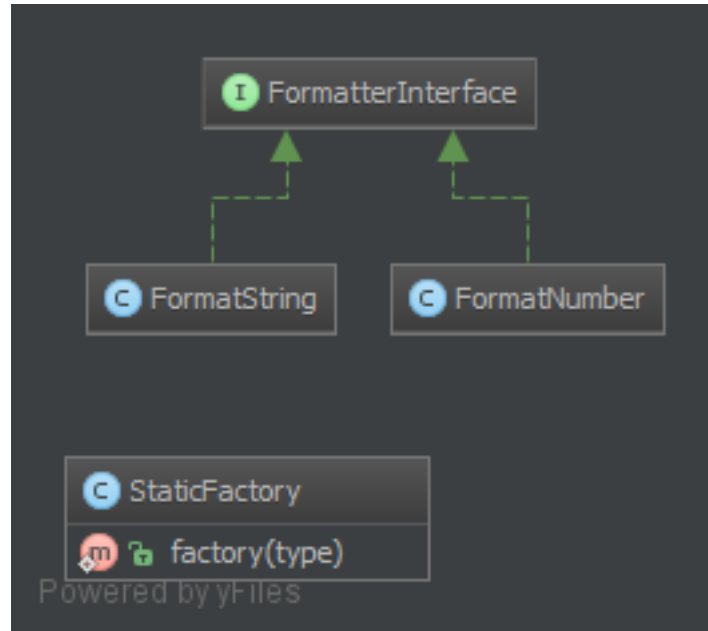 I FormatterInterface
C FormatString
C FormatNumber
C StaticFactory
m factory(type)
Powered by yFiles